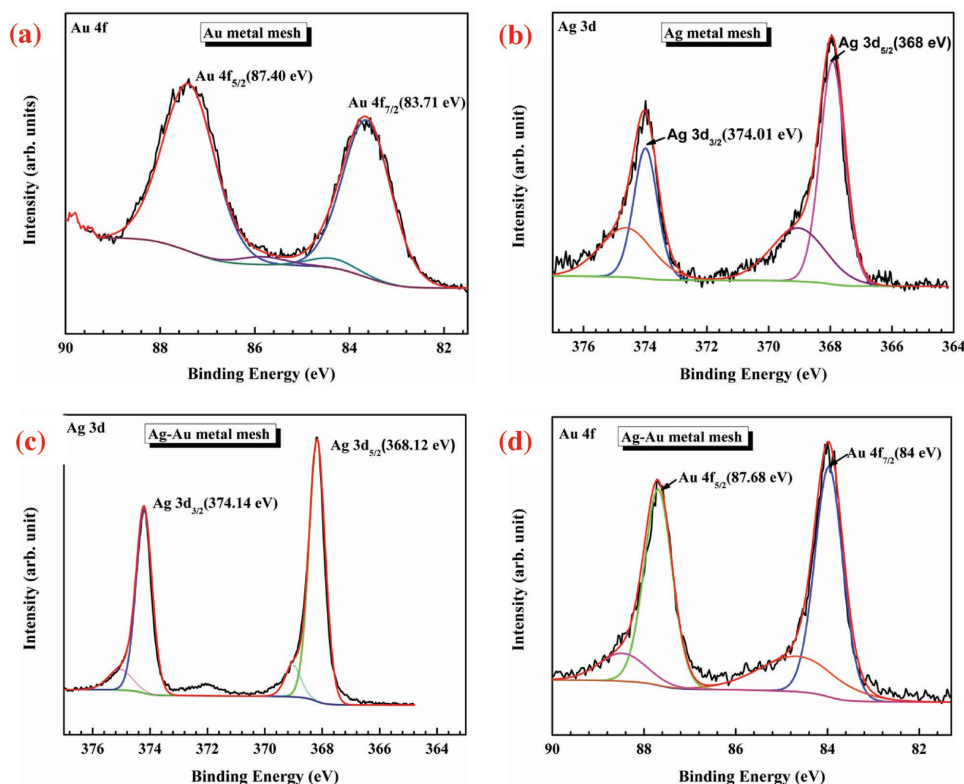 (a)
Au 4f
Au metal mesh
Au 4f5/2(87.40 eV)
Au 4f7/2(83.71 eV)
Intensity (arb. units)
90 88 86 84 82
Binding Energy (eV)
(b)
Ag 3d
Ag metal mesh
Ag 3d5/2(368 eV)
Ag 3d3/2(374.01 eV)
Intensity (arb. unit)
376 374 372 370 368 366 364
Binding Energy (eV)
(c)
Ag 3d
Ag-Au metal mesh
Ag 3d5/2(368.12 eV)
Ag 3d3/2(374.14 eV)
Intensity (arb. unit)
376 374 372 370 368 366 364
Binding Energy (eV)
(d)
Au 4f
Ag-Au metal mesh
Au 4f7/2(84 eV)
Au 4f5/2(87.68 eV)
Intensity (arb. unit)
90 88 86 84 82
Binding Energy (eV)